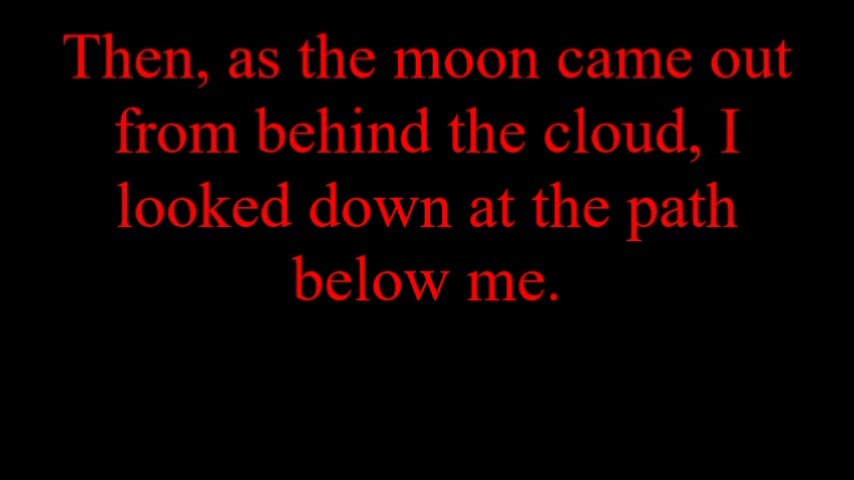 Then, as the moon came out
from behind the cloud, I
looked down at the path
below me.